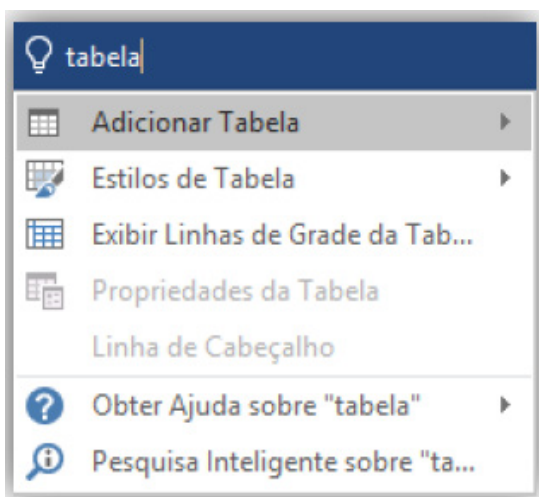 tabela
Adicionar Tabela
Estilos de Tabela
Exibir Linhas de Grade da Tab...
Propriedades da Tabela
Linha de Cabeçalho
Obter Ajuda sobre "tabela"
Pesquisa Inteligente sobre "ta...